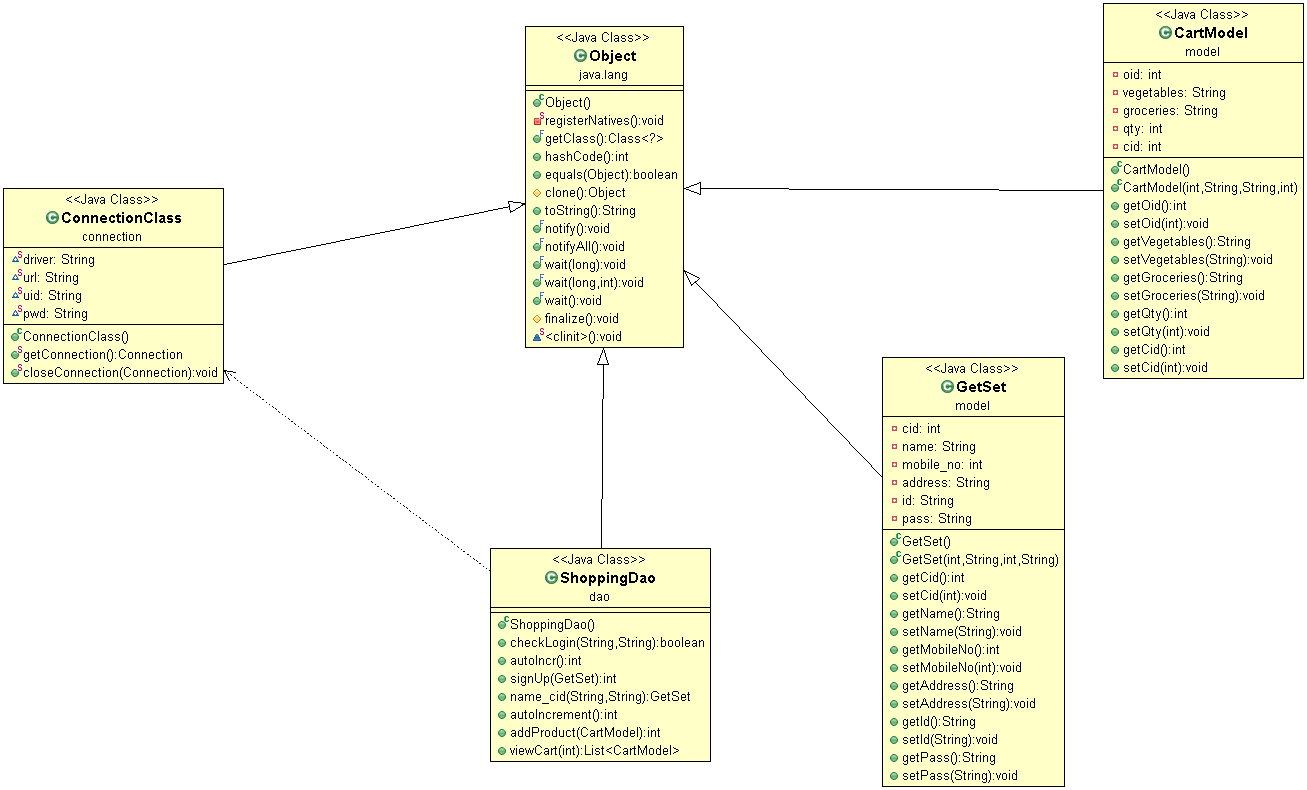 <<Java Class>>
Object
java.lang
Object()
registerNatives():void
getClass():Class<?>
hashCode():int
equals(Object):boolean
clone():Object
toString():String
notify():void
notifyAll():void
wait(long):void
wait(long,int):void
wait():void
finalize():void
<clinit>():void
<<Java Class>>
CartModel
model
oid: int
vegetables: String
groceries: String
qty: int
cid: int
CartModel()
CartModel(int,String,String,int)
getOid():int
setOid(int):void
getVegetables():String
setVegetables(String):void
getGroceries():String
setGroceries(String):void
getQty():int
setQty(int):void
getCid():int
setCid(int):void
<<Java Class>>
ConnectionClass
connection
driver: String
url: String
uid: String
pwd: String
ConnectionClass()
getConnection():Connection
closeConnection(Connection):void
<<Java Class>>
GetSet
model
cid: int
name: String
mobile_no: int
address: String
id: String
pass: String
GetSet()
GetSet(int,String,int,String)
getCid():int
setCid(int):void
getName():String
setName(String):void
getMobileNo():int
setMobileNo(int):void
getAddress():String
setAddress(String):void
getId():String
setId(String):void
getPass():String
setPass(String):void
<<Java Class>>
ShoppingDao
dao
ShoppingDao()
checkLogin(String,String):boolean
autoIncr():int
signUp(GetSet):int
name_cid(String,String):GetSet
autoIncrement():int
addProduct(CartModel):int
viewCart(int):List<CartModel>